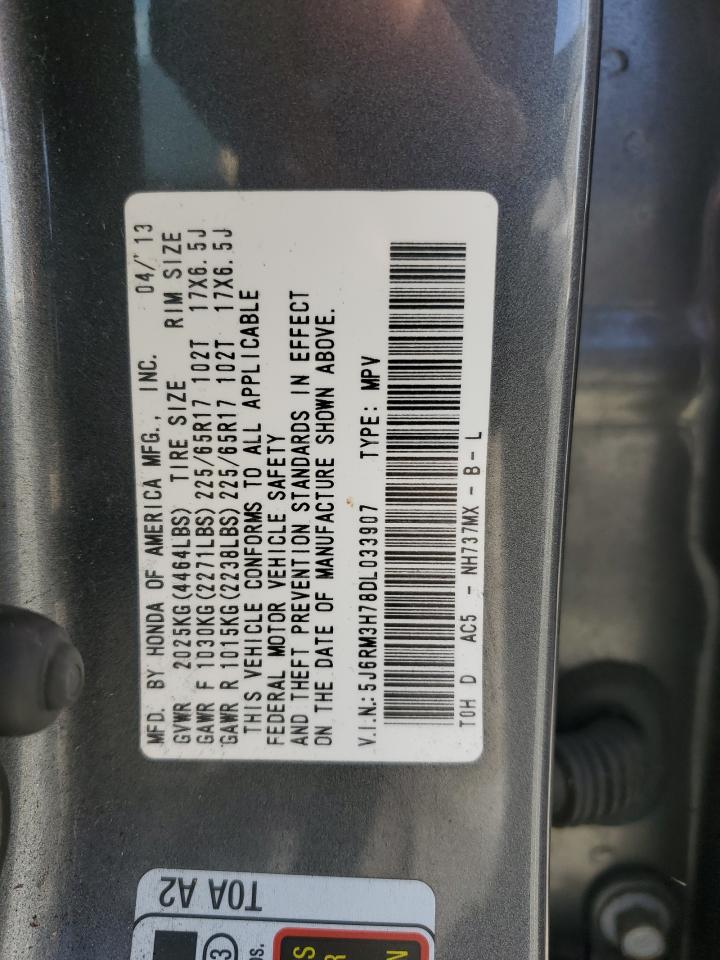 MFD. BY HONDA OF AMERICA MFG., INC. 04/'13
GVWR 2025KG(4464LBS) TIRE SIZE RIM SIZE
GAWR F 1030KG(2271LBS) 225/65R17 102T 17X6.5J
GAWR R 1015KG(2238LBS) 225/65R17 102T 17X6.5J
THIS VEHICLE CONFORMS TO ALL APPLICABLE
FEDERAL MOTOR VEHICLE SAFETY
AND THEFT PREVENTION STANDARDS IN EFFECT
ON THE DATE OF MANUFACTURE SHOWN ABOVE.
V.I.N.: 5J6RM3H78DL033907 TYPE: MPV
T0H D AC5 - NH737MX - B - L
T0A A2